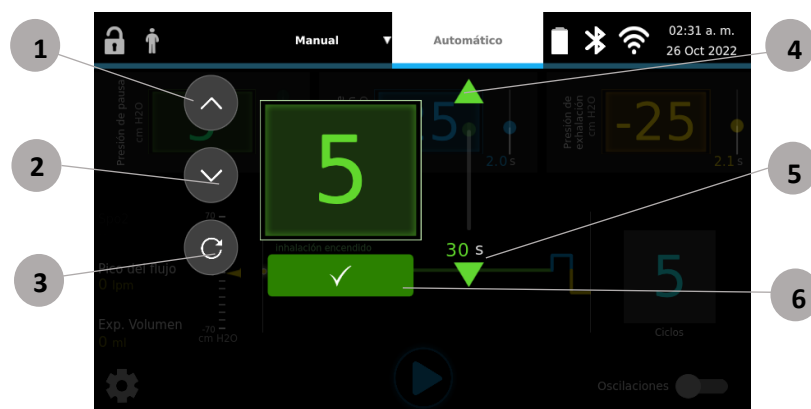 1
2
3
4
5
6
Manual
Automático
02:31 a. m.
26 Oct 2022
Presión de pausa
cm H2O
5
25
2.0 s
Presión de exhalación
cm H2O
-25
2.1 s
5
30 s
70
inhalación encendido
Pico del flujo
0 lpm
Exp. Volumen
0 ml
-70
cm H2O
5
Ciclos
Oscilaciones